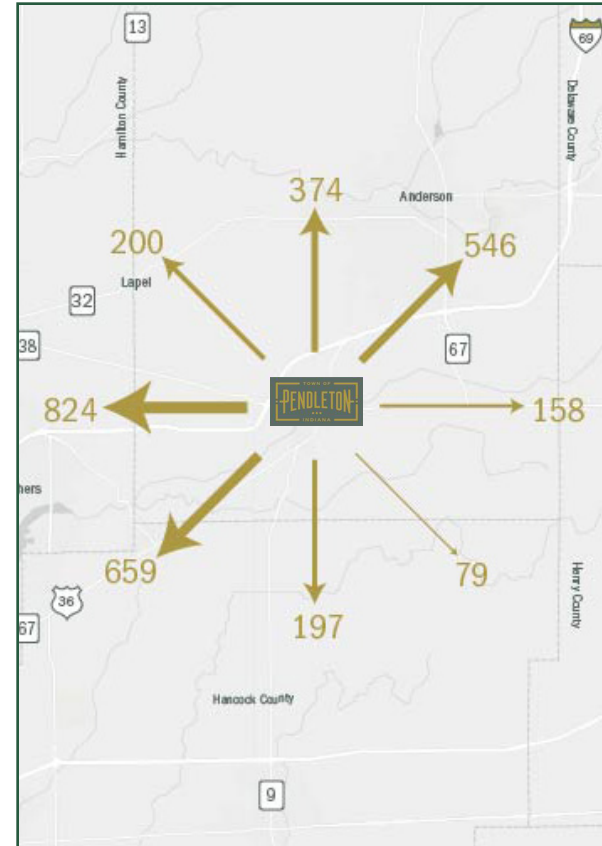 13
69
Hamilton County
Delaware County
374
Anderson
200
546
Lapel
32
38
67
TOWN OF
PENDLETON
INDIANA
824
158
hers
659
79
Henry County
36
67
197
Hancock County
9